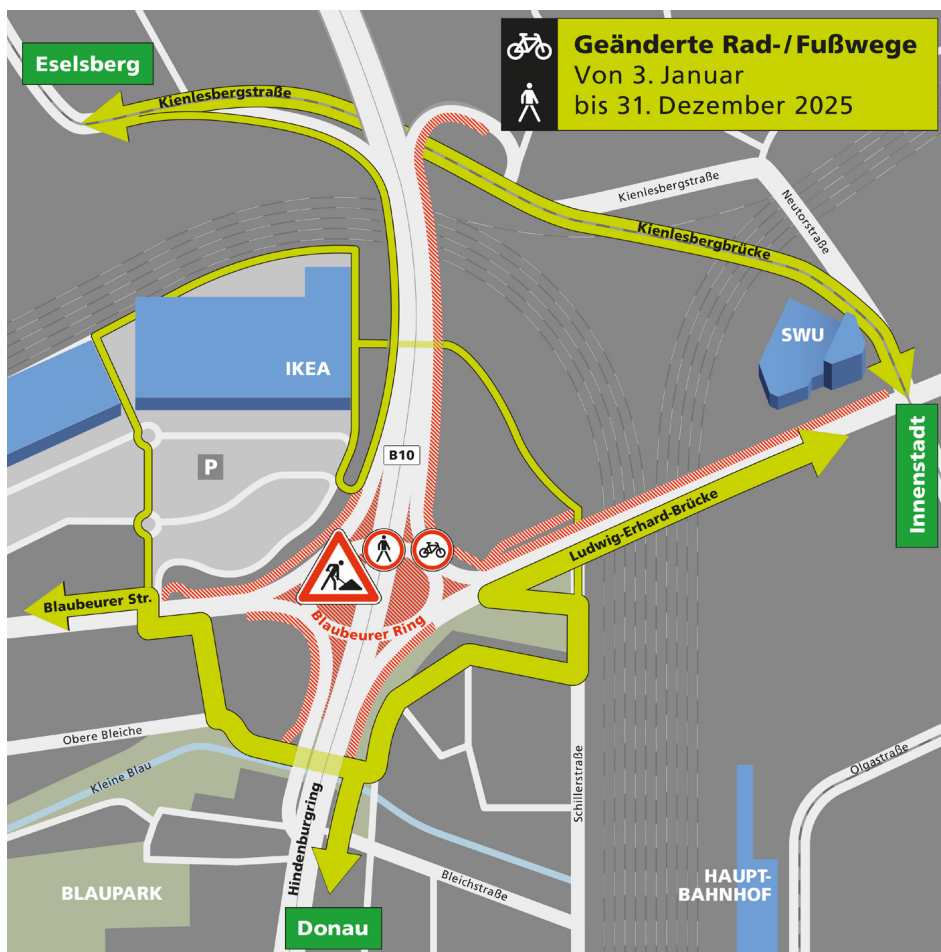 Geänderte Rad-/Fußwege
Von 3. Januar
bis 31. Dezember 2025
Eselsberg
Kienlesbergstraße
Kienlesbergstraße
Neutorstraße
Kienlesbergbrücke
SWU
IKEA
B10
P
Innenstadt
Ludwig-Erhard-Brücke
Blaubeurer Str.
Blaubeurer Ring
Obere Bleiche
Kleine Blau
Schillerstraße
Olgastraße
Hindenburgring
Bleichstraße
BLAUPARK
HAUPT-
BAHNHOF
Donau